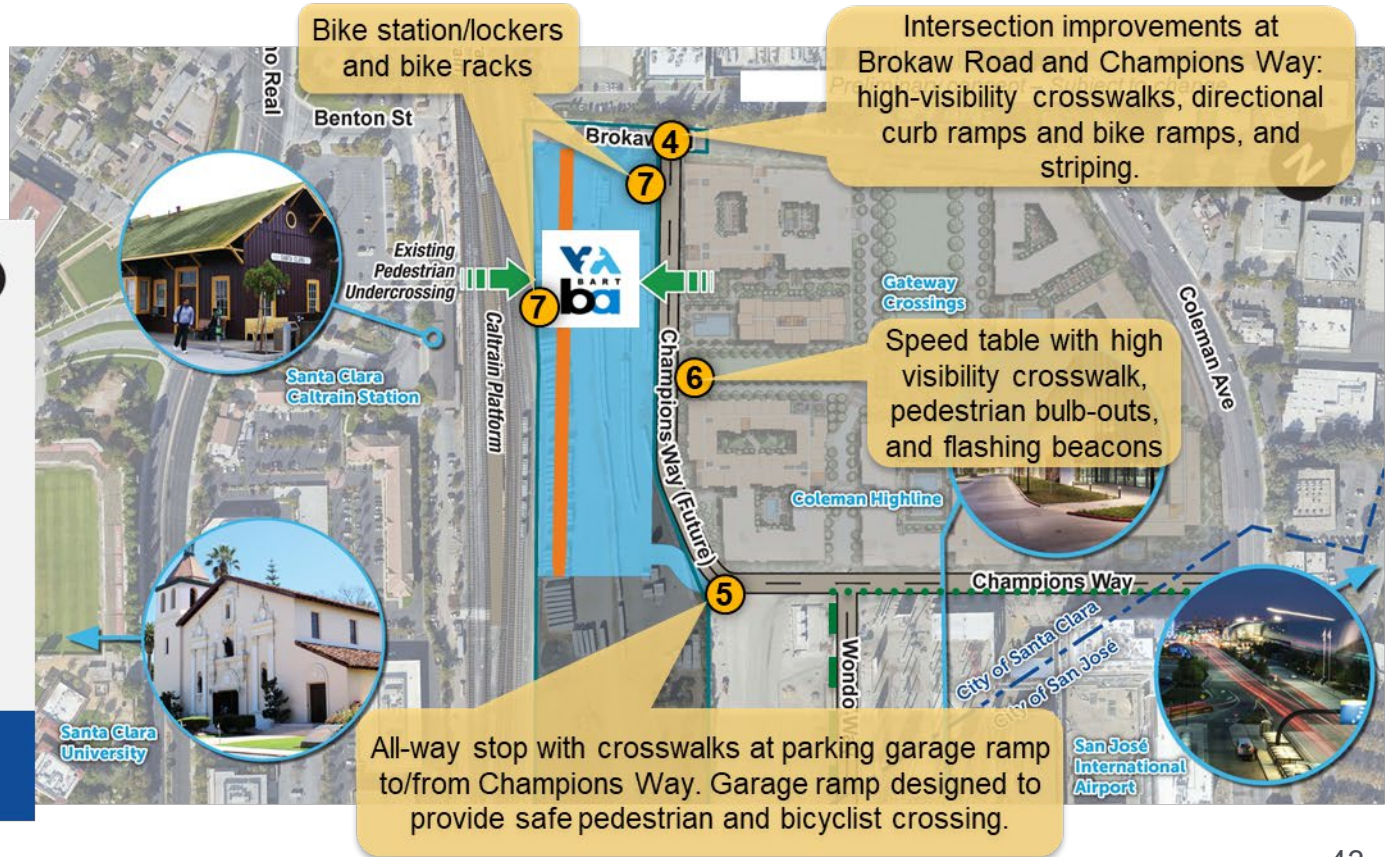 Bike station/lockers
and bike racks
Intersection improvements at
Brokaw Road and Champions Way:
high-visibility crosswalks, directional
curb ramps and bike ramps, and
striping.
Real
Benton St
Brokaw
4
7
N
Existing
Pedestrian
Undercrossing
VA
BART
ba
7
Gateway
Crossings
Coleman Ave
Caltrain Platform
Santa Clara
Caltrain Station
Champions Way (Future)
6
Speed table with high
visibility crosswalk,
pedestrian bulb-outs,
and flashing beacons
Coleman Highline
5
Champions Way
City of Santa Clara
City of San José
Santa Clara
University
All-way stop with crosswalks at parking garage ramp
to/from Champions Way. Garage ramp designed to
provide safe pedestrian and bicyclist crossing.
San José
International
Airport